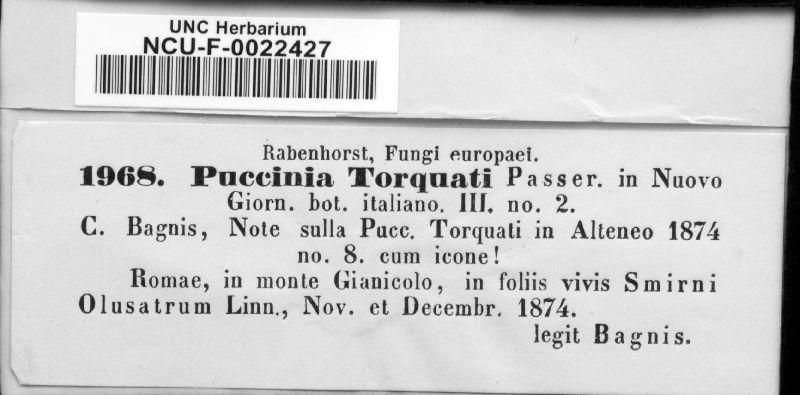 UNC Herbarium
NCU-F-0022427
Rabenhorst, Fungi europaei.
1968. Puccinia Torquati Passer. in Nuovo
Giorn. bot. italiano. III. no. 2.
C. Bagnis, Note sulla Pucc. Torquati in Alteneo 1874
no. 8. cum icone!
Romae, in monte Gianicolo, in foliis vivis Smirni
Olusatrum Linn., Nov. et Decembr. 1874.
legit Bagnis.